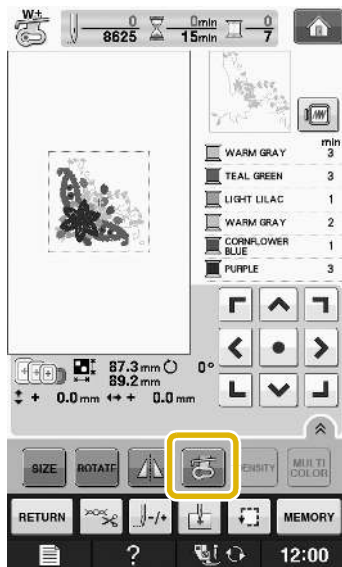 W+
0 0min 0
8625 15min 7
min
WARM GRAY 3
TEAL GREEN 3
LIGHT LILAC 1
WARM GRAY 2
CORNFLOWER BLUE 1
PURPLE 3
87.3mm 0°
89.2mm
+ 0.0mm + 0.0mm
SIZE ROTATE DENSITY MULTI COLOR
RETURN -/+ MEMORY
? 12:00